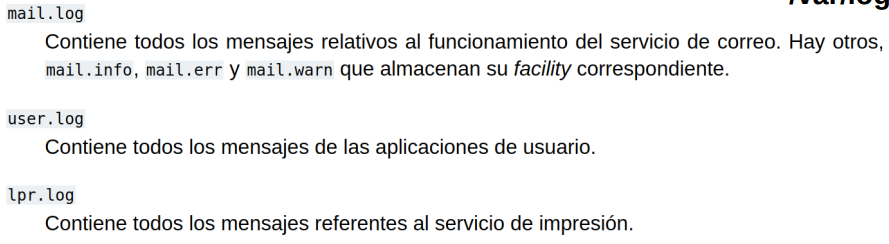 /var/log
mail.log
Contiene todos los mensajes relativos al funcionamiento del servicio de correo. Hay otros,
mail.info, mail.err y mail.warn que almacenan su facility correspondiente.
user.log
Contiene todos los mensajes de las aplicaciones de usuario.
lpr.log
Contiene todos los mensajes referentes al servicio de impresión.